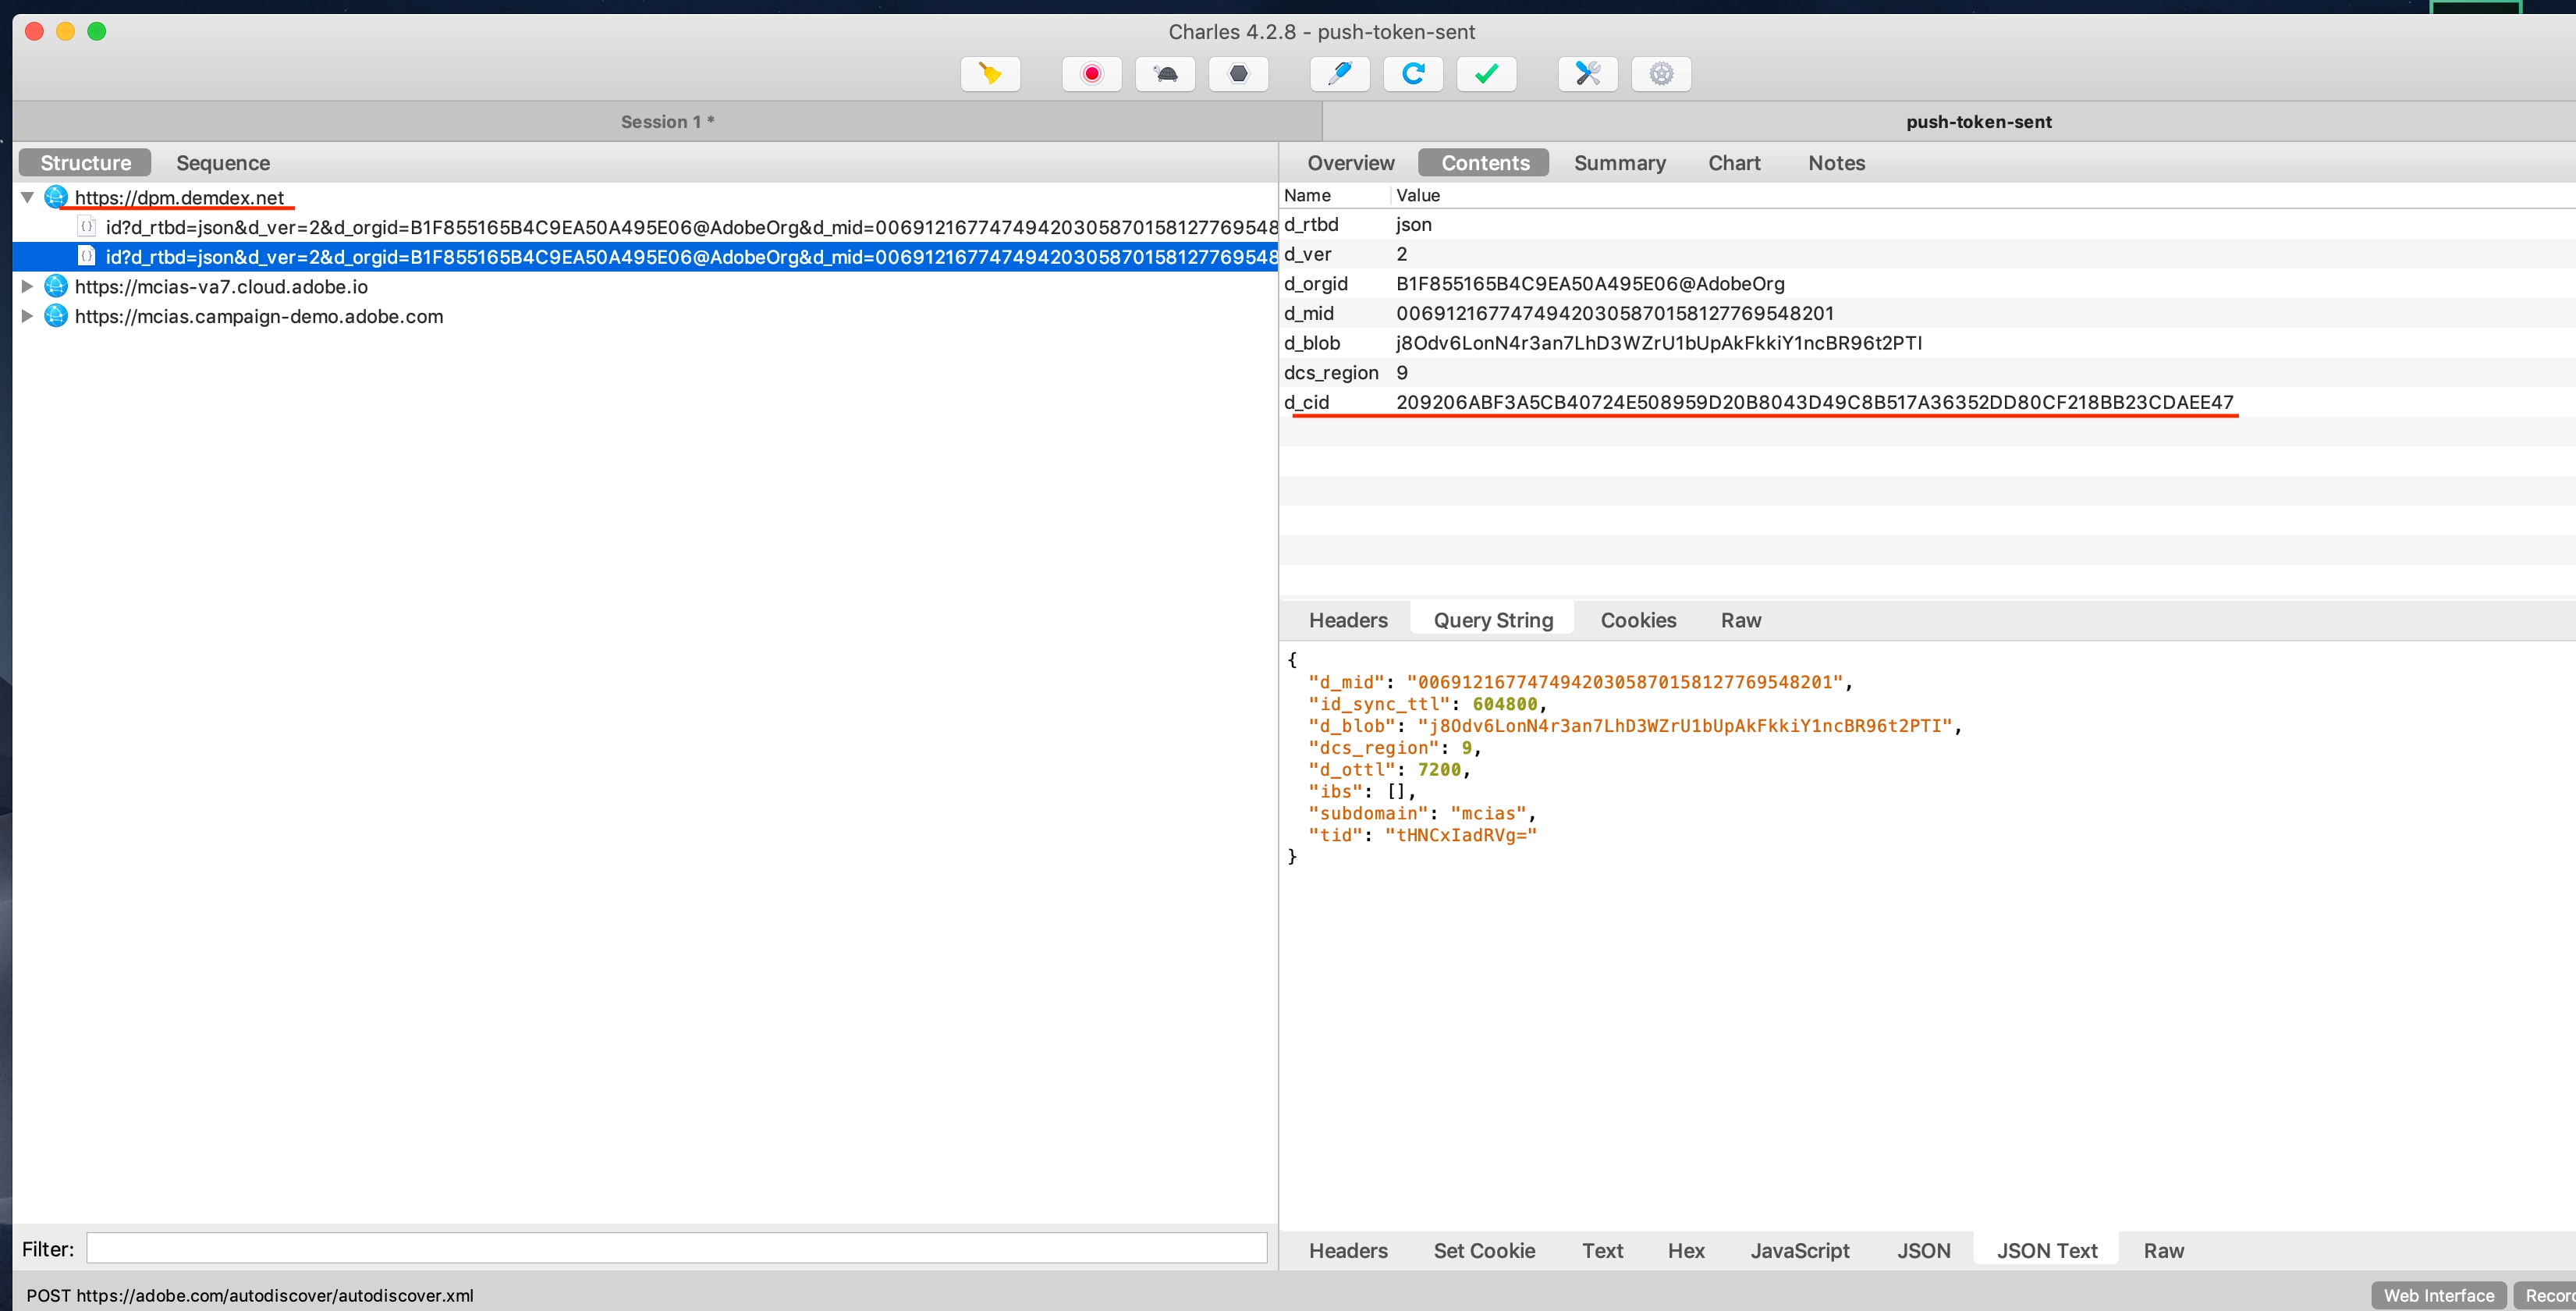 Charles 4.2.8 - push-token-sent
Session 1 *
push-token-sent
Structure Sequence
Overview Contents Summary Chart Notes
https://dpm.demdex.net
id?d_rtbd=json&d_ver=2&d_orgid=B1F855165B4C9EA50A495E06@AdobeOrg&d_mid=00691216774749420305870158127769548
id?d_rtbd=json&d_ver=2&d_orgid=B1F855165B4C9EA50A495E06@AdobeOrg&d_mid=00691216774749420305870158127769548
https://mcias-va7.cloud.adobe.io
https://mcias.campaign-demo.adobe.com
Name Value
d_rtbd json
d_ver 2
d_orgid B1F855165B4C9EA50A495E06@AdobeOrg
d_mid 00691216774749420305870158127769548201
d_blob j8Odv6LonN4r3an7LhD3WZrU1bUpAkFkkiY1ncBR96t2PTI
dcs_region 9
d_cid 209206ABF3A5CB40724E508959D20B8043D49C8B517A36352DD80CF218BB23CDAEE47
Headers Query String Cookies Raw
{
"d_mid": "00691216774749420305870158127769548201",
"id_sync_ttl": 604800,
"d_blob": "j8Odv6LonN4r3an7LhD3WZrU1bUpAkFkkiY1ncBR96t2PTI",
"dcs_region": 9,
"d_ottl": 7200,
"ibs": [],
"subdomain": "mcias",
"tid": "tHNCxIadRVg="
}
Filter:
Headers Set Cookie Text Hex JavaScript JSON JSON Text Raw
POST https://adobe.com/autodiscover/autodiscover.xml
Web Interface